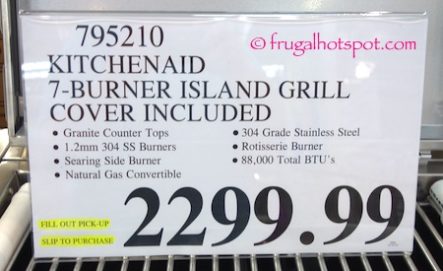 795210
© frugalhotspot.com
KITCHENAID
7-BURNER ISLAND GRILL
COVER INCLUDED
• Granite Counter Tops
• 1.2mm 304 SS Burners
• Searing Side Burner
• Natural Gas Convertible
• 304 Grade Stainless Steel
• Rotisserie Burner
• 88,000 Total BTU's
FILL OUT PICK-UP
SLIP TO PURCHASE
2299.99